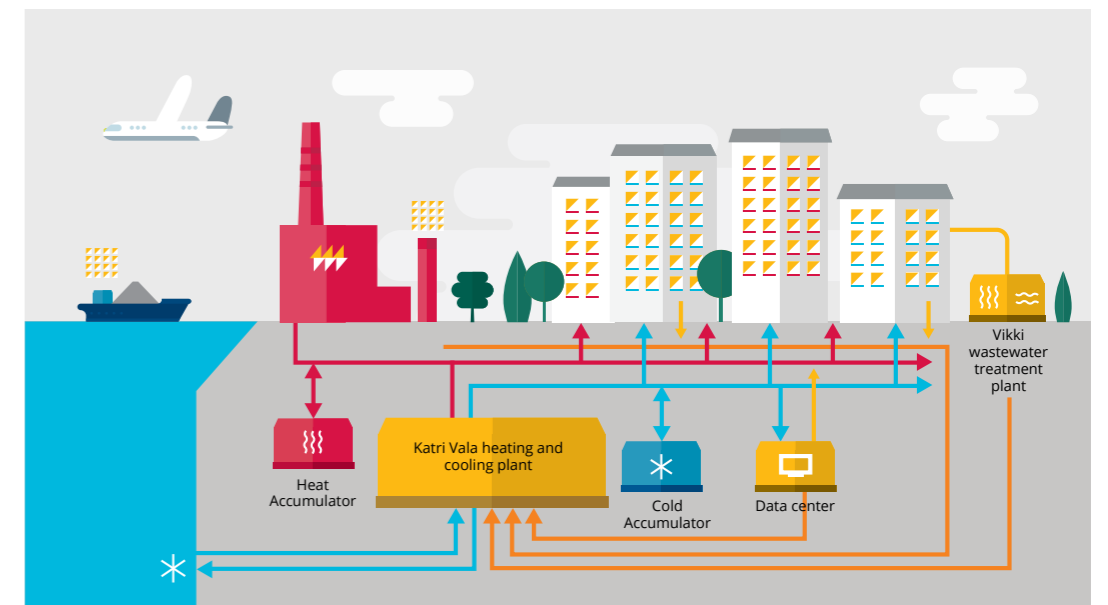 Vikki
wastewater
treatment
plant
Katri Vala heating and
cooling plant
Heat
Accumulator
Cold
Accumulator
Data center